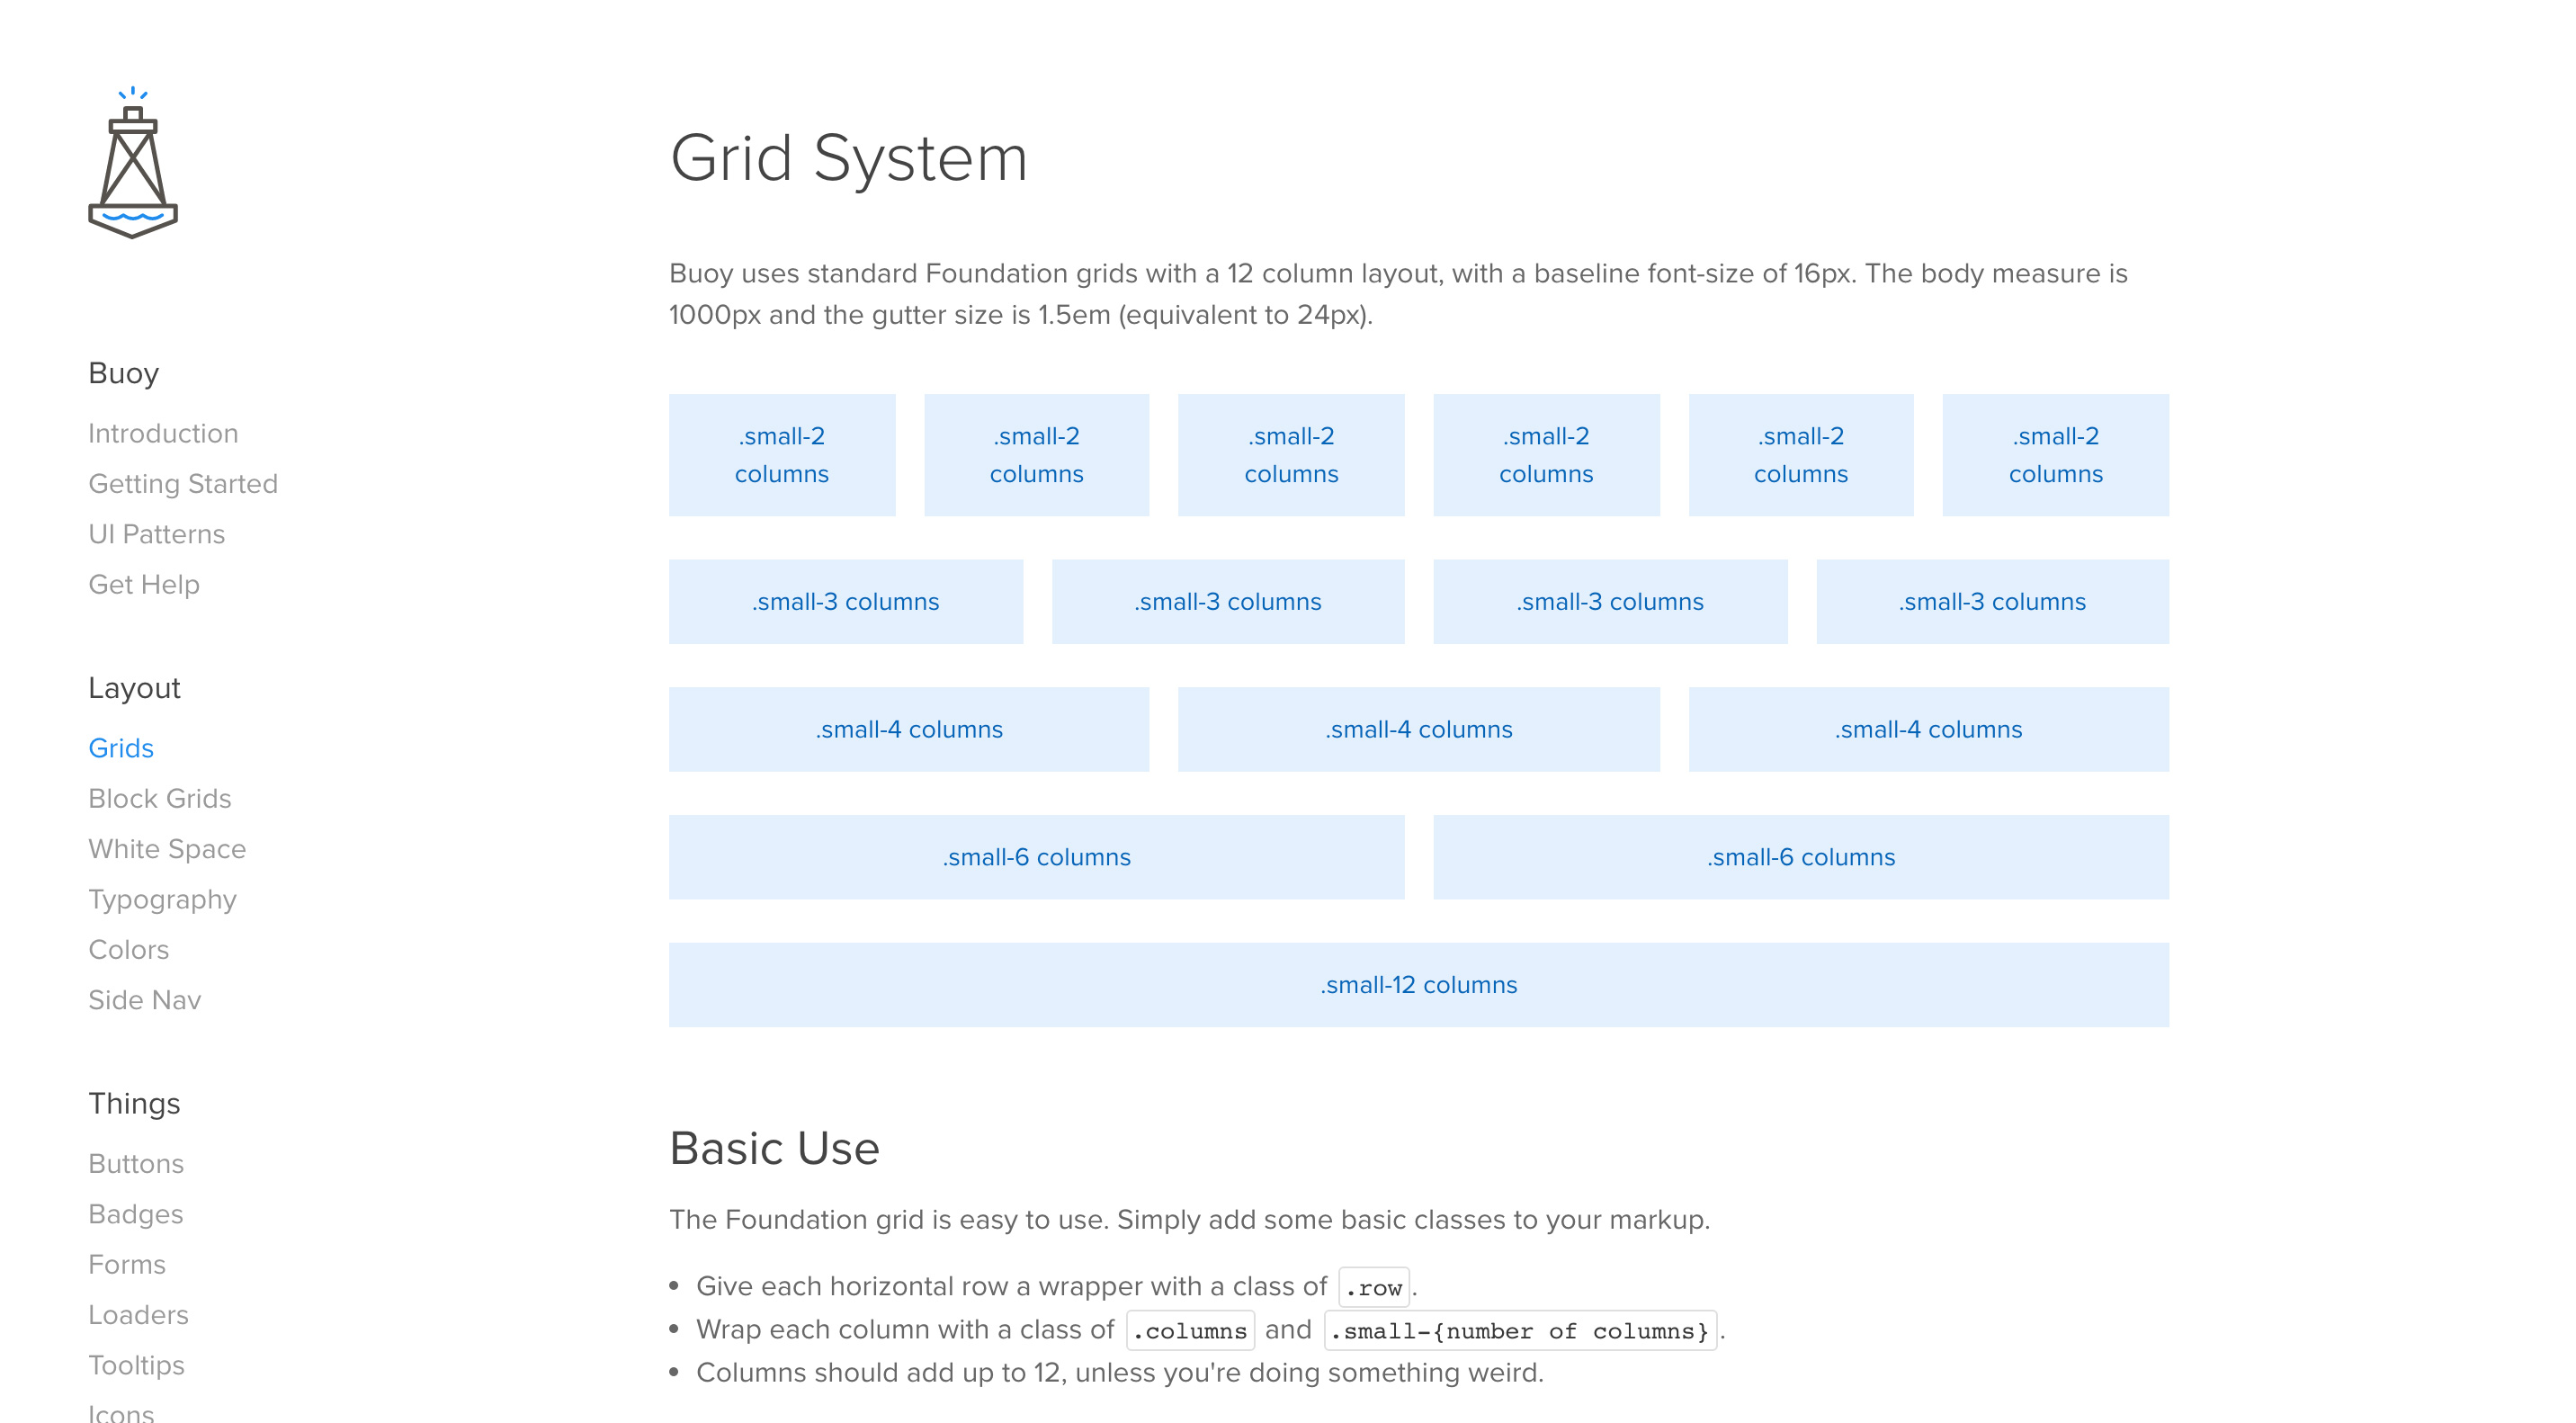 Buoy
Introduction
Getting Started
UI Patterns
Get Help
Layout
Grids
Block Grids
White Space
Typography
Colors
Side Nav
Things
Buttons
Badges
Forms
Loaders
Tooltips
Icons
Grid System
Buoy uses standard Foundation grids with a 12 column layout, with a baseline font-size of 16px. The body measure is
1000px and the gutter size is 1.5em (equivalent to 24px).
.small-2
columns
.small-2
columns
.small-2
columns
.small-2
columns
.small-2
columns
.small-2
columns
.small-3 columns
.small-3 columns
.small-3 columns
.small-3 columns
.small-4 columns
.small-4 columns
.small-4 columns
.small-6 columns
.small-6 columns
.small-12 columns
Basic Use
The Foundation grid is easy to use. Simply add some basic classes to your markup.
• Give each horizontal row a wrapper with a class of .row.
• Wrap each column with a class of .columns and .small-{number of columns}.
• Columns should add up to 12, unless you're doing something weird.